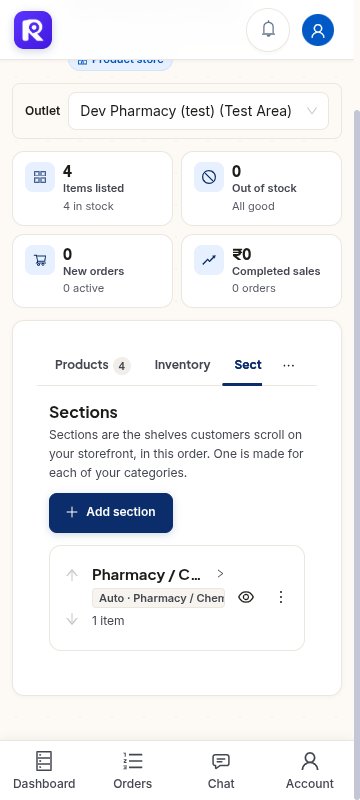 R
Product store
Outlet
Dev Pharmacy (test) (Test Area)
4
Items listed
4 in stock
0
Out of stock
All good
0
New orders
0 active
₹0
Completed sales
0 orders
Products 4
Inventory
Sect
...
Sections
Sections are the shelves customers scroll on
your storefront, in this order. One is made for
each of your categories.
+ Add section
Pharmacy / C...
Auto · Pharmacy / Chem
1 item
Dashboard
Orders
Chat
Account